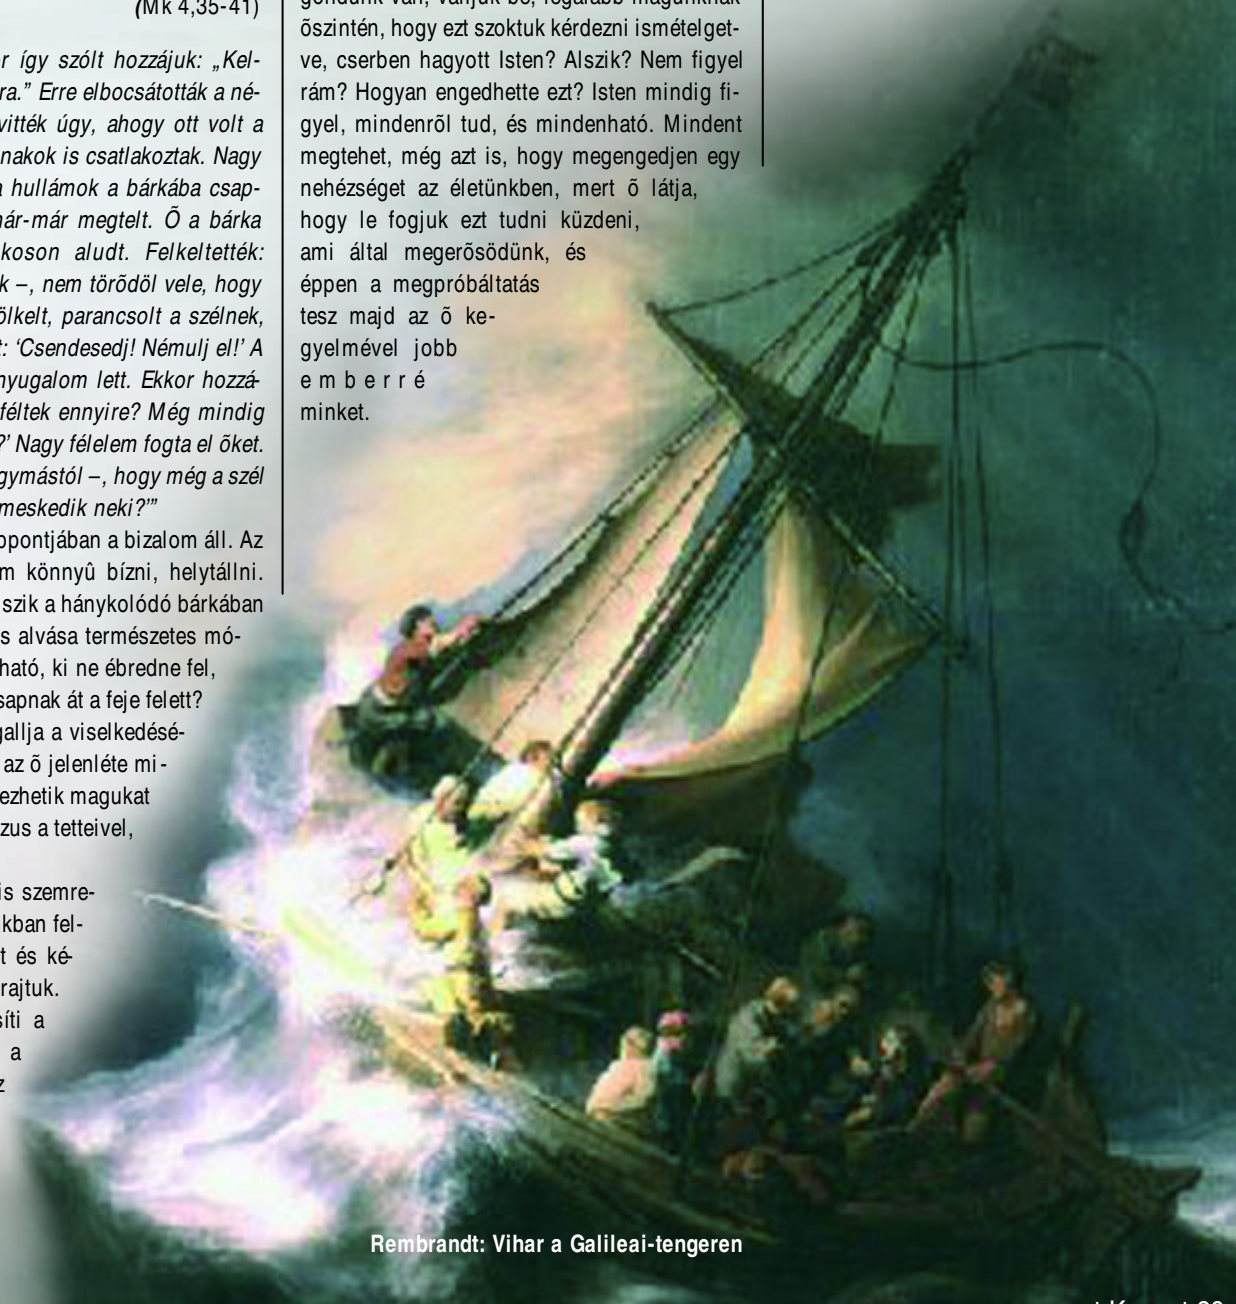 (Mk 4,35-41)
így szólt hozzájuk: „Kel-
ra.” Erre elbocsátották a né-
vitték úgy, ahogy ott volt a
nakok is csatlakoztak. Nagy
a hullámok a bárkába csap-
már-már megtelt. Õ a bárka
koson aludt. Felkeltették:
k –, nem törõdöl vele, hogy
ölkelt, parancsolt a szélnek,
t: ‘Csendesedj! Némulj el!’ A
nyugalom lett. Ekkor hozzá-
féltek ennyire? Még mindig
?’ Nagy félelem fogta el õket.
gymástól –, hogy még a szél
meskedik neki?’”
ppontjában a bizalom áll. Az
m könnyû bízni, helytállni.
szik a hánykolódó bárkában
s alvása természetes mó-
ható, ki ne ébredne fel,
sapnak át a feje felett?
gallja a viselkedésé-
az õ jelenléte mi-
ezhetik magukat
zus a tetteivel,
is szemre-
kban fel-
t és ké-
rajtuk.
síti a
a
z
gondunk van, valljuk be, legalább magunknak
õszintén, hogy ezt szoktuk kérdezni ismételget-
ve, cserben hagyott Isten? Alszik? Nem figyel
rám? Hogyan engedhette ezt? Isten mindig fi-
gyel, mindenrõl tud, és mindenható. Mindent
megtehet, még azt is, hogy megengedjen egy
nehézséget az életünkben, mert õ látja,
hogy le fogjuk ezt tudni küzdeni,
ami által megerõsödünk, és
éppen a megpróbáltatás
tesz majd az õ ke-
gyelmével jobb
emberré
minket.
Rembrandt: Vihar a Galileai-tengeren